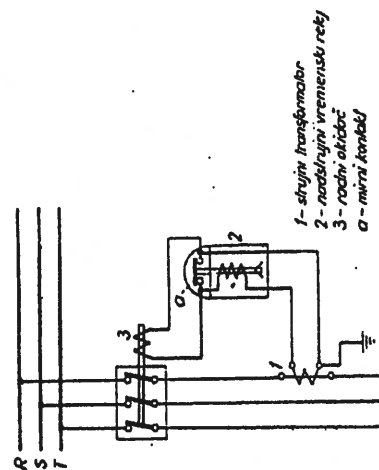 R
S
T
3
a
2
1
1 - strujni transformator
2 - nadstrujni vremenski relej
3 - radni okidač
a - mirni kontakt